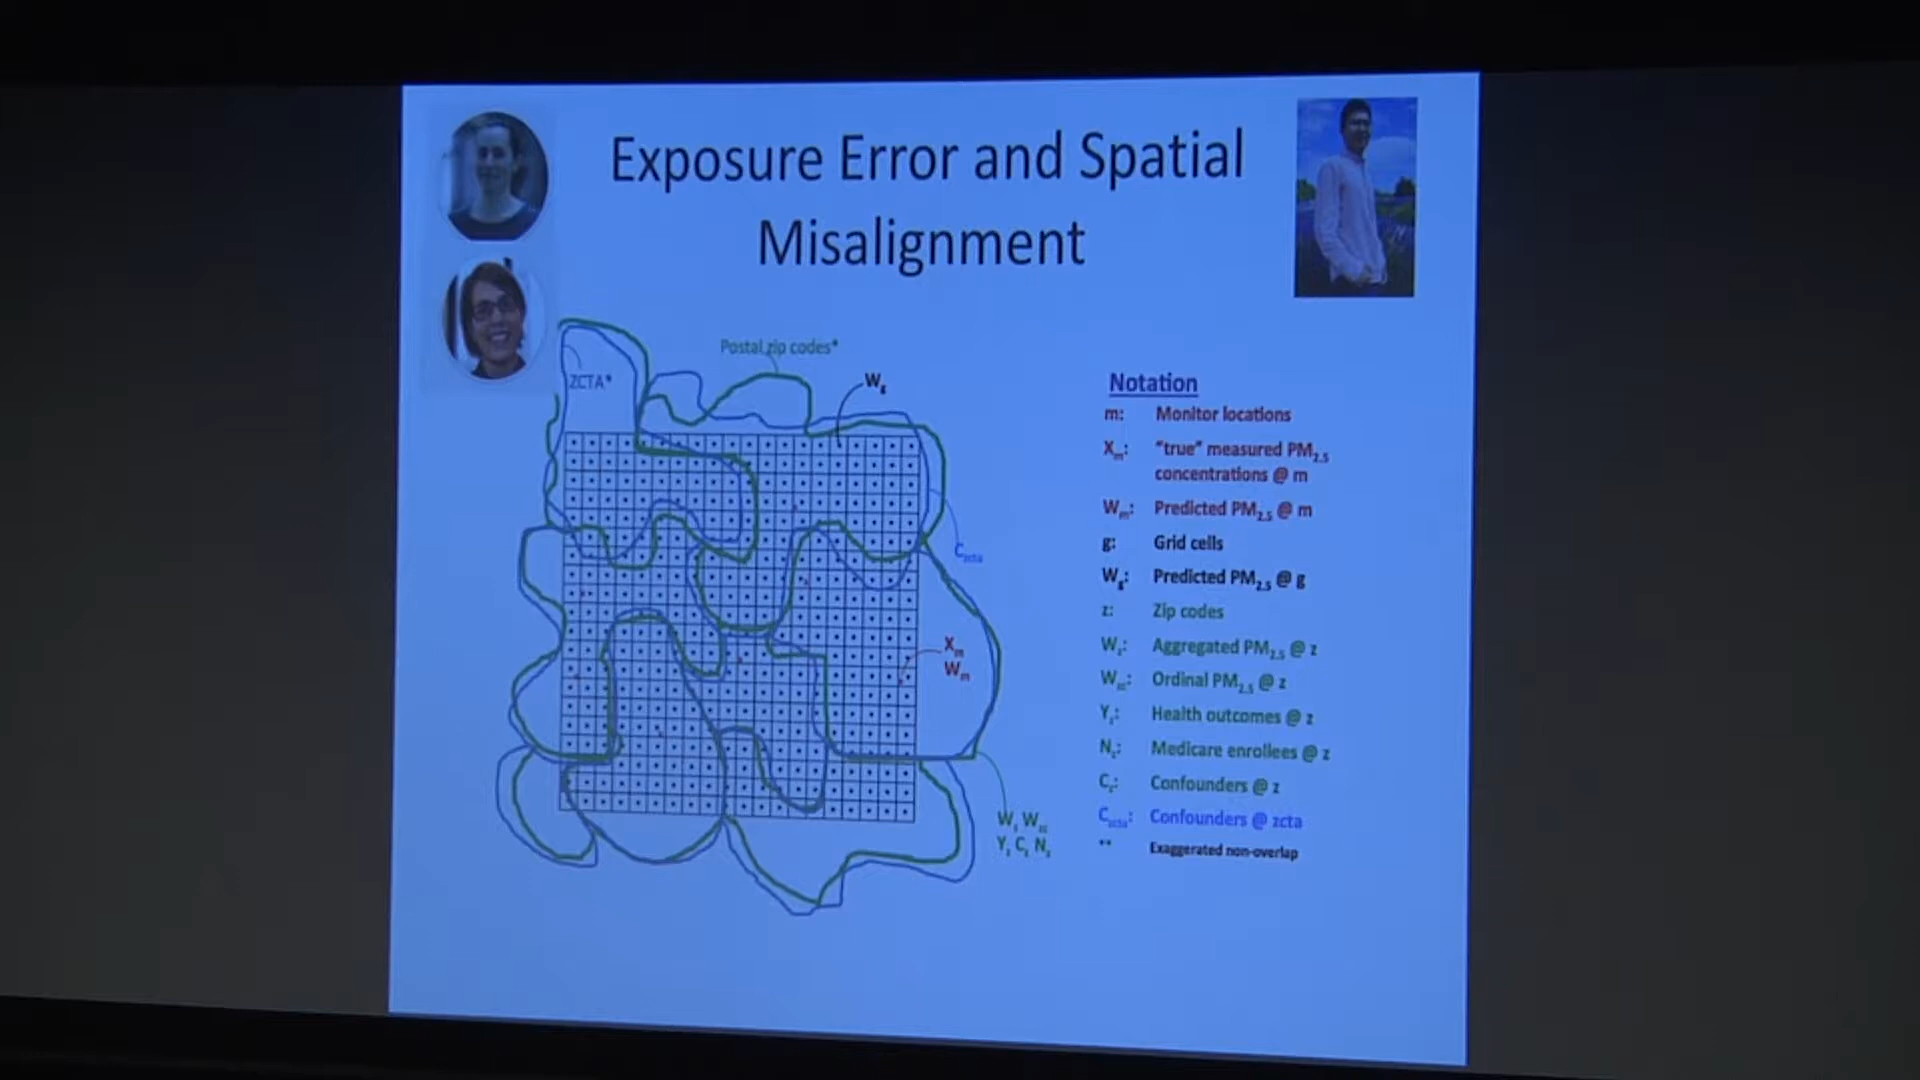 Exposure Error and Spatial
Misalignment
Postal zip codes*
ZCTA*
Wg
Czcta
Xm
Wm
Wz Wzc
Yz Cz Nz
Notation
m: Monitor locations
Xm: "true" measured PM2.5
concentrations @ m
Wm: Predicted PM2.5 @ m
g: Grid cells
Wg: Predicted PM2.5 @ g
z: Zip codes
Wz: Aggregated PM2.5 @ z
Wzc: Ordinal PM2.5 @ z
Yz: Health outcomes @ z
Nz: Medicare enrollees @ z
Cz: Confounders @ z
Czcta: Confounders @ zcta
** Exaggerated non-overlap